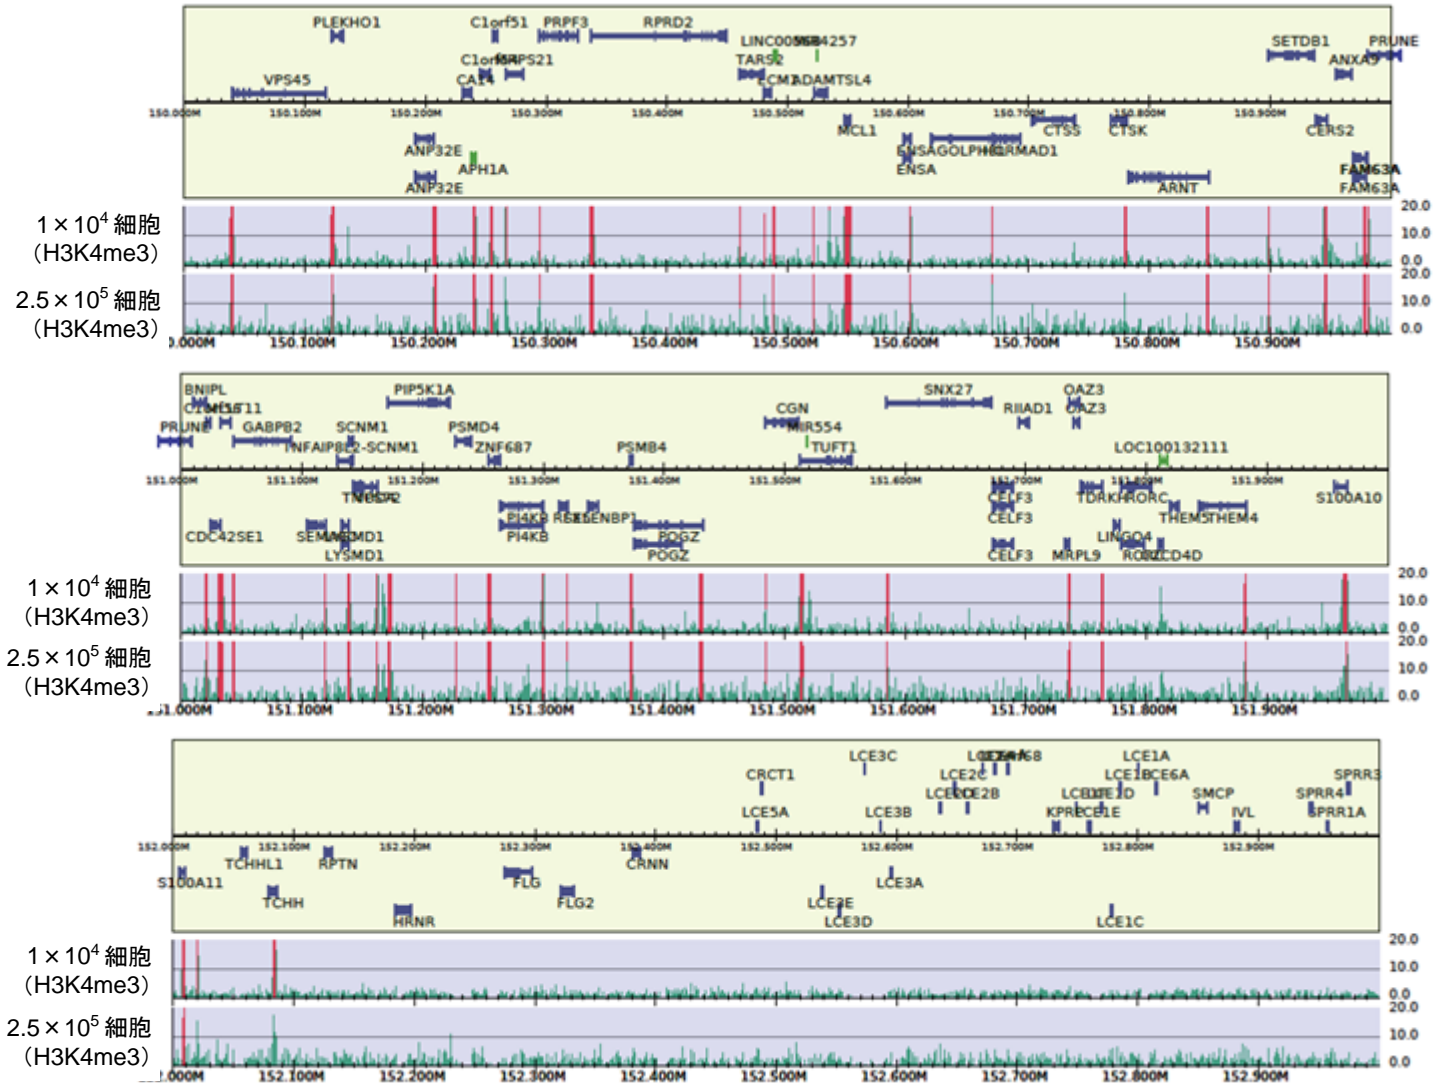 PLEKHO1 C1orf51 PRPF3 RPRD2
SETDB1 PRUNE
TARS2 ANXA9
VPS45 CA14 ECM1 ADAMTSL4
150.000M 150.100M 150.200M 150.300M 150.400M 150.500M 150.600M 150.700M 150.800M 150.900M
MCL1 CTSS CTSK CERS2
ANP32E
APH1A ENSA FAM63A
ANP32E ARNT FAM63A
1×10⁴ 細胞
（H3K4me3）
20.0
10.0
0.0
2.5×10⁵ 細胞
（H3K4me3）
20.0
10.0
0.0
150.100M 150.200M 150.300M 150.400M 150.500M 150.600M 150.700M 150.800M 150.900M
BNIPL PIP5K1A SNX27 OAZ3
CGN RIIAD1 OAZ3
PRUNE GABPB2 SCNM1 PSMD4 MIR554
TNFAIP8L2-SCNM1 ZNF687 PSMB4 TUFT1 LOC100132111
151.000M 151.100M 151.200M 151.300M 151.400M 151.500M 151.600M 151.700M 151.800M 151.900M
CELF3 TDRKH RORC S100A10
PI4KB SELENBP1 CELF3 THEM5 THEM4
CDC42SE1 PI4KB POGZ LINGO4
LYSMD1 POGZ CELF3 MRPL9
1×10⁴ 細胞
（H3K4me3）
20.0
10.0
0.0
2.5×10⁵ 細胞
（H3K4me3）
20.0
10.0
0.0
151.100M 151.200M 151.300M 151.400M 151.500M 151.600M 151.700M 151.800M 151.900M
LCE3C LCE1A
CRCT1 LCE2C LCE1B LCE6A SPRR3
LCE2D LCE2B SMCP SPRR4
LCE5A LCE3B LCE1E IVL SPRR1A
152.000M 152.100M 152.200M 152.300M 152.400M 152.500M 152.600M 152.700M 152.800M 152.900M
TCHHL1 RPTN CRNN
S100A11 FLG LCE3A
TCHH FLG2 LCE3E
HRNR LCE3D LCE1C
1×10⁴ 細胞
（H3K4me3）
20.0
10.0
0.0
2.5×10⁵ 細胞
（H3K4me3）
20.0
10.0
0.0
152.100M 152.200M 152.300M 152.400M 152.500M 152.600M 152.700M 152.800M 152.900M